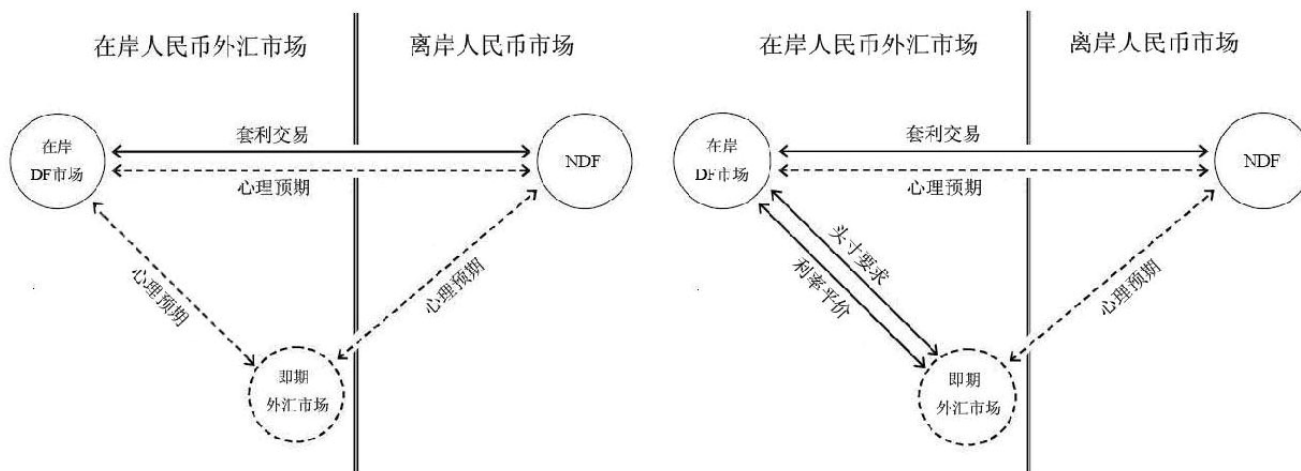 在岸人民币外汇市场
离岸人民币市场
在岸
DF市场
套利交易
心理预期
NDF
心理预期
心理预期
即期
外汇市场
在岸人民币外汇市场
离岸人民币市场
在岸
DF市场
套利交易
心理预期
NDF
头寸要求
利率平价
心理预期
即期
外汇市场